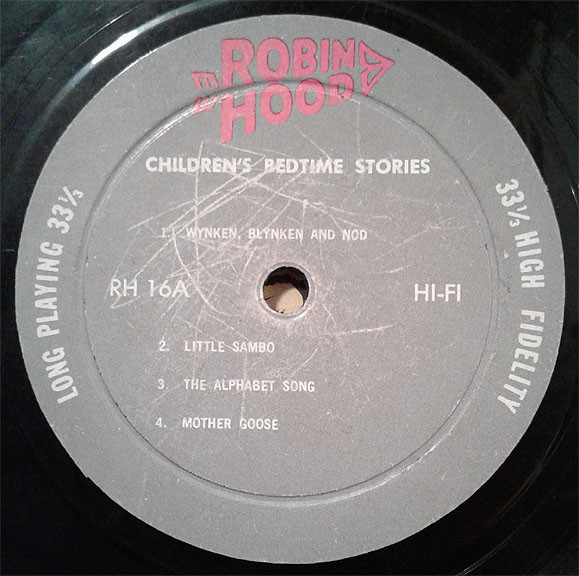 ROBIN
HOOD
CHILDREN'S BEDTIME STORIES
1. WYNKEN, BLYNKEN AND NOD
RH 16A
HI-FI
2. LITTLE SAMBO
3. THE ALPHABET SONG
4. MOTHER GOOSE
LONG PLAYING 33⅓
33⅓ HIGH FIDELITY